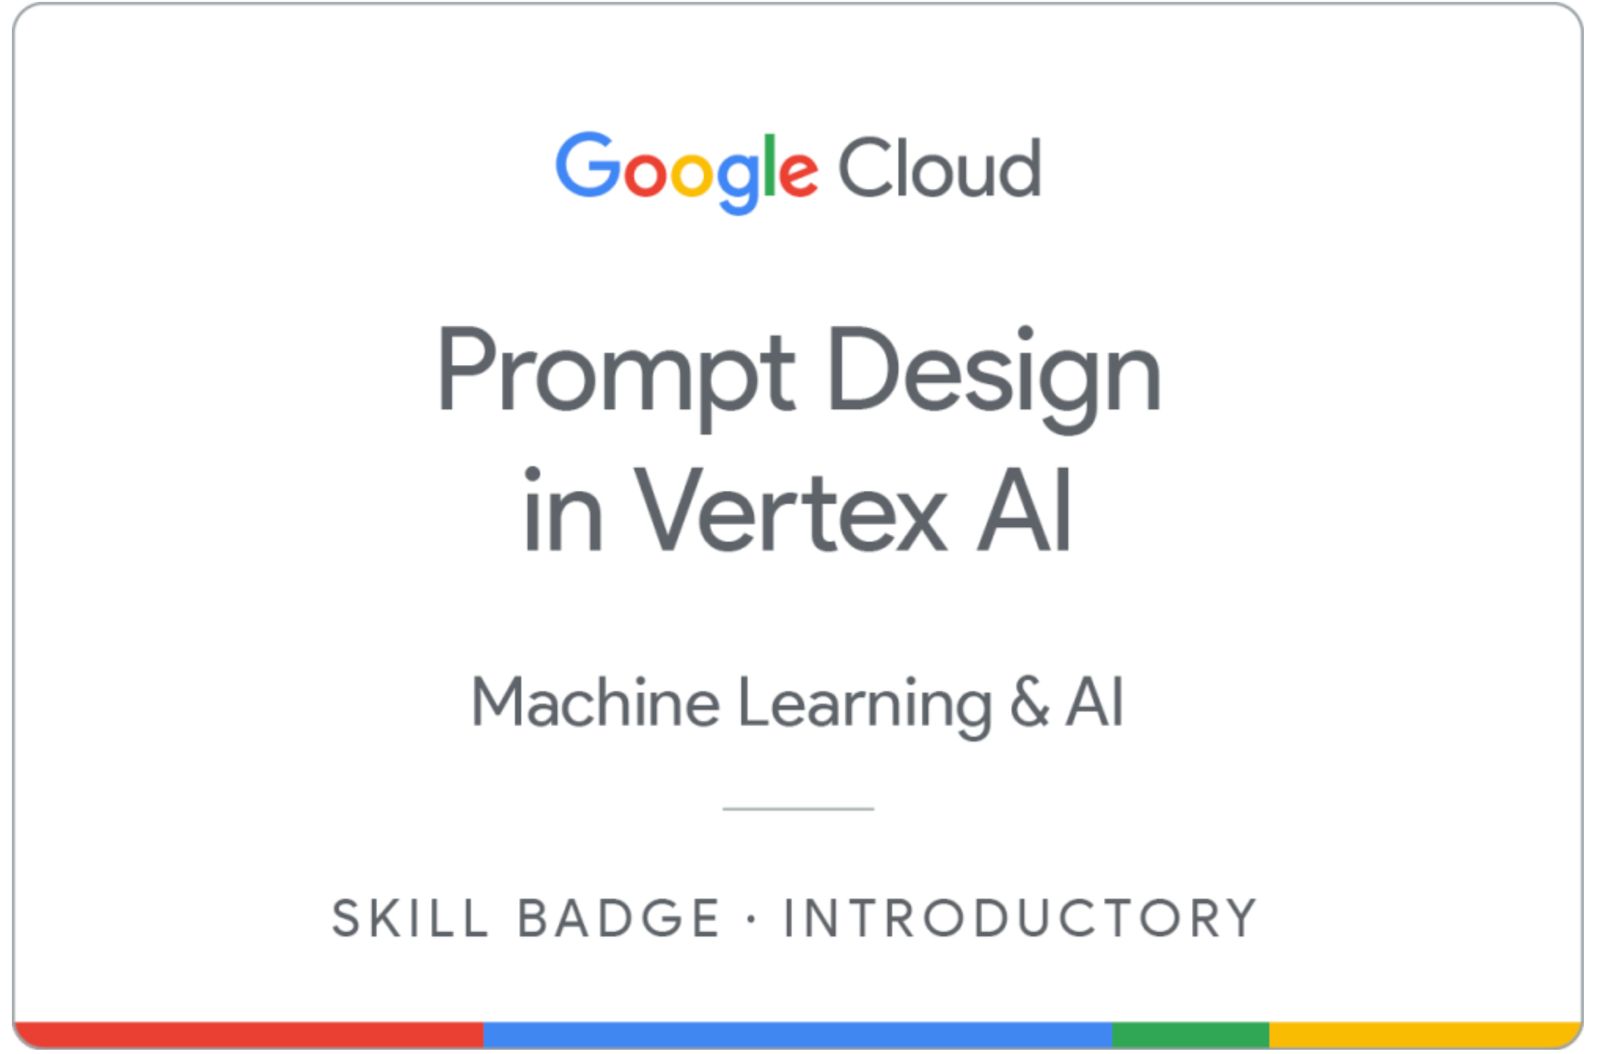 Google Cloud
Prompt Design
in Vertex AI
Machine Learning & AI
SKILL BADGE · INTRODUCTORY